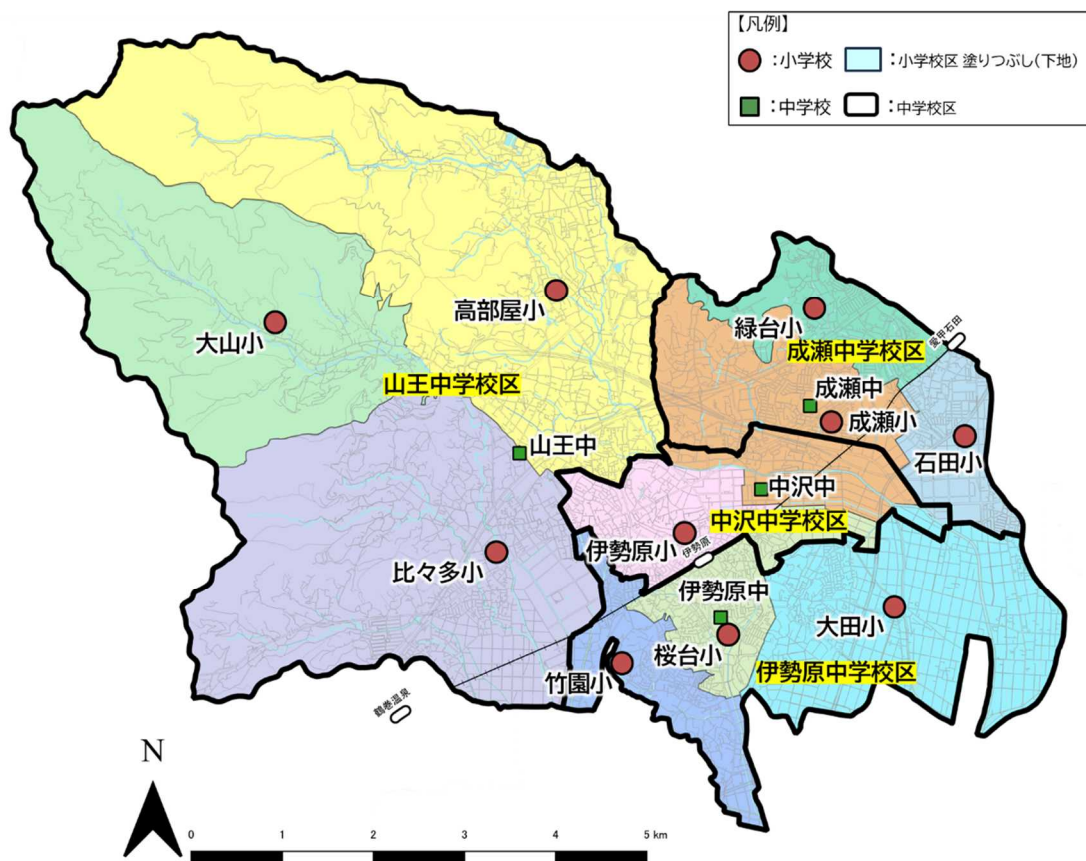 【凡例】
：小学校
：小学校区 塗りつぶし(下地)
：中学校
：中学校区
緑台小
愛甲石田
成瀬中学校区
高部屋小
大山小
山王中学校区
成瀬中
成瀬小
石田小
山王中
中沢中
中沢中学校区
伊勢原小
伊勢原
比々多小
伊勢原中
大田小
桜台小
伊勢原中学校区
竹園小
鶴巻温泉
N
0 1 2 3 4 5 km